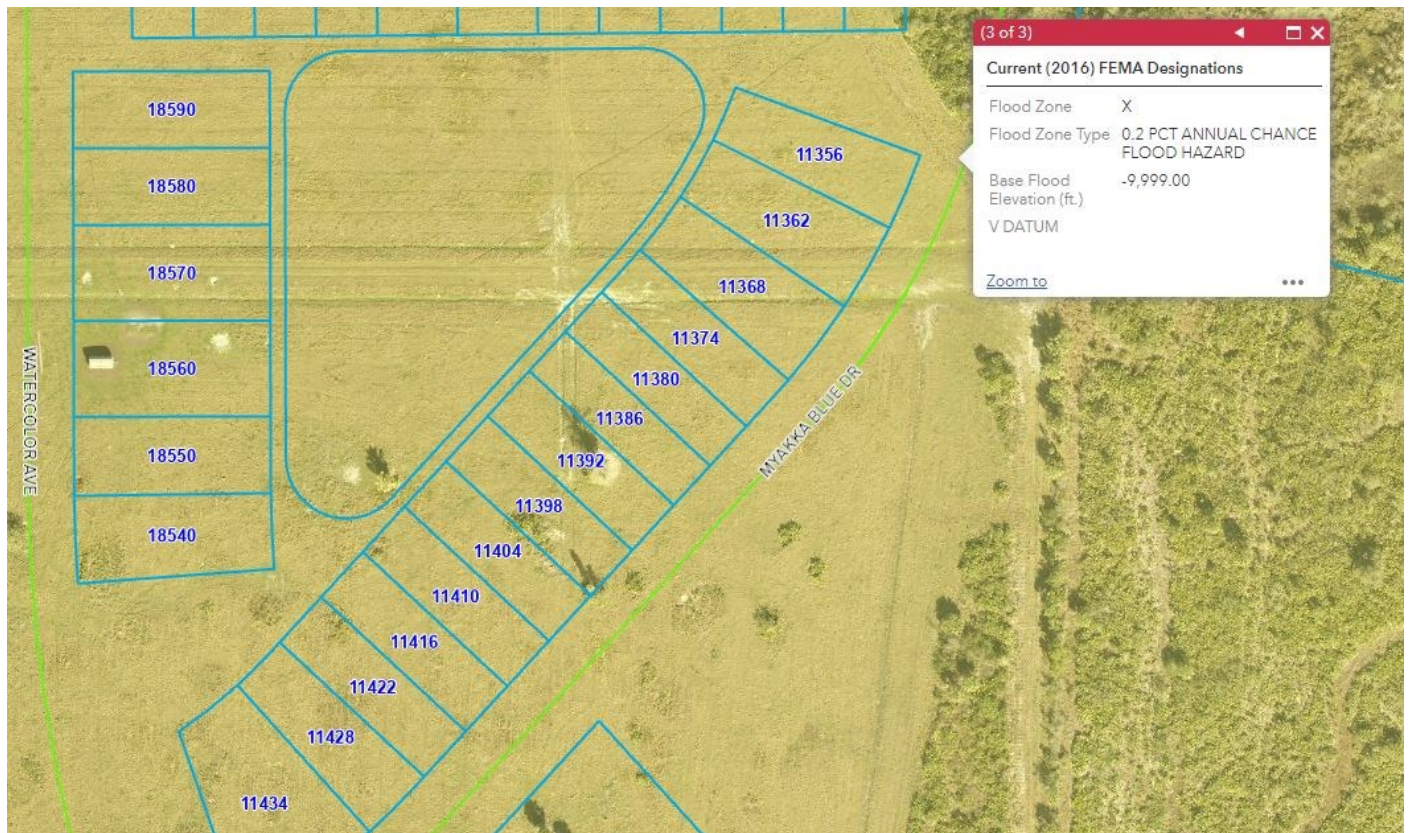 (3 of 3)
Current (2016) FEMA Designations
Flood Zone X
Flood Zone Type 0.2 PCT ANNUAL CHANCE
FLOOD HAZARD
Base Flood -9,999.00
Elevation (ft.)
V DATUM
Zoom to
18590
18580
18570
18560
18550
18540
WATERCOLOR AVE
11356
11362
11368
11374
11380
11386
11392
11398
11404
11410
11416
11422
11428
11434
MYAKKA BLUE DR